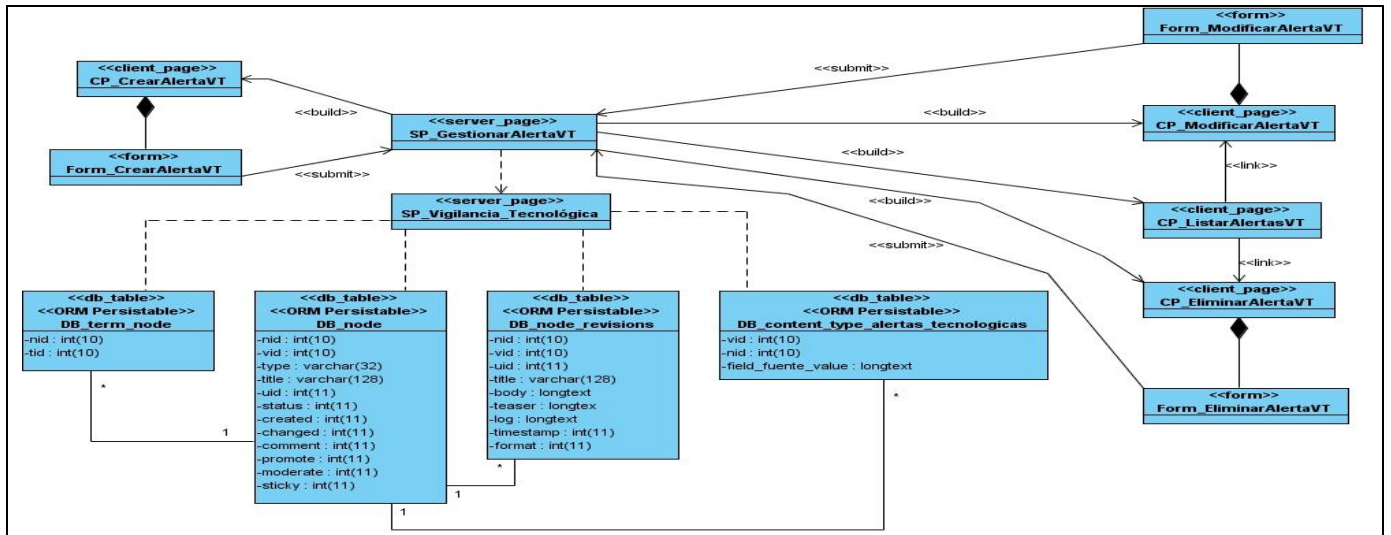 <<form>>
Form_ModificarAlertaVT
<<client_page>>
CP_CrearAlertaVT
<<form>>
Form_CrearAlertaVT
<<build>>
<<submit>>
<<server_page>>
SP_GestionarAlertaVT
<<submit>>
<<build>>
<<build>>
<<build>>
<<submit>>
<<client_page>>
CP_ModificarAlertaVT
<<link>>
<<client_page>>
CP_ListarAlertasVT
<<link>>
<<client_page>>
CP_EliminarAlertaVT
<<form>>
Form_EliminarAlertaVT
<<server_page>>
SP_Vigilancia_Tecnológica
<<db_table>>
<<ORM Persistable>>
DB_term_node
-nid : int(10)
-tid : int(10)
*
1
<<db_table>>
<<ORM Persistable>>
DB_node
-nid : int(10)
-vid : int(10)
-type : varchar(32)
-title : varchar(128)
-uid : int(11)
-status : int(11)
-created : int(11)
-changed : int(11)
-comment : int(11)
-promote : int(11)
-moderate : int(11)
-sticky : int(11)
1
1
<<db_table>>
<<ORM Persistable>>
DB_node_revisions
-nid : int(10)
-vid : int(10)
-uid : int(11)
-title : varchar(128)
-body : longtext
-teaser : longtex
-log : longtext
-timestamp : int(11)
-format : int(11)
*
<<db_table>>
<<ORM Persistable>>
DB_content_type_alertas_tecnologicas
-vid : int(10)
-nid : int(10)
-field_fuente_value : longtext
*